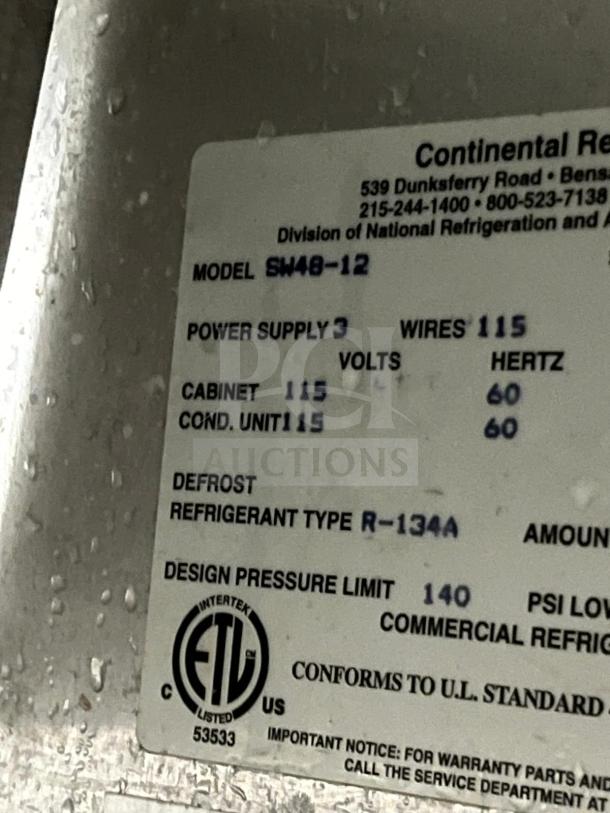 Continental Re
539 Dunksferry Road • Bens
215-244-1400 • 800-523-7138
Division of National Refrigeration and A
MODEL SW48-12
POWER SUPPLY 3 WIRES 115
VOLTS HERTZ
CABINET 115 60
COND. UNIT 115 60
PCI
AUCTIONS
DEFROST
REFRIGERANT TYPE R-134A AMOUN
DESIGN PRESSURE LIMIT 140 PSI LOW
COMMERCIAL REFRIG
INTERTEK
ETL CM
C US
LISTED
53533
CONFORMS TO U.L. STANDARD
IMPORTANT NOTICE: FOR WARRANTY PARTS AND
CALL THE SERVICE DEPARTMENT AT